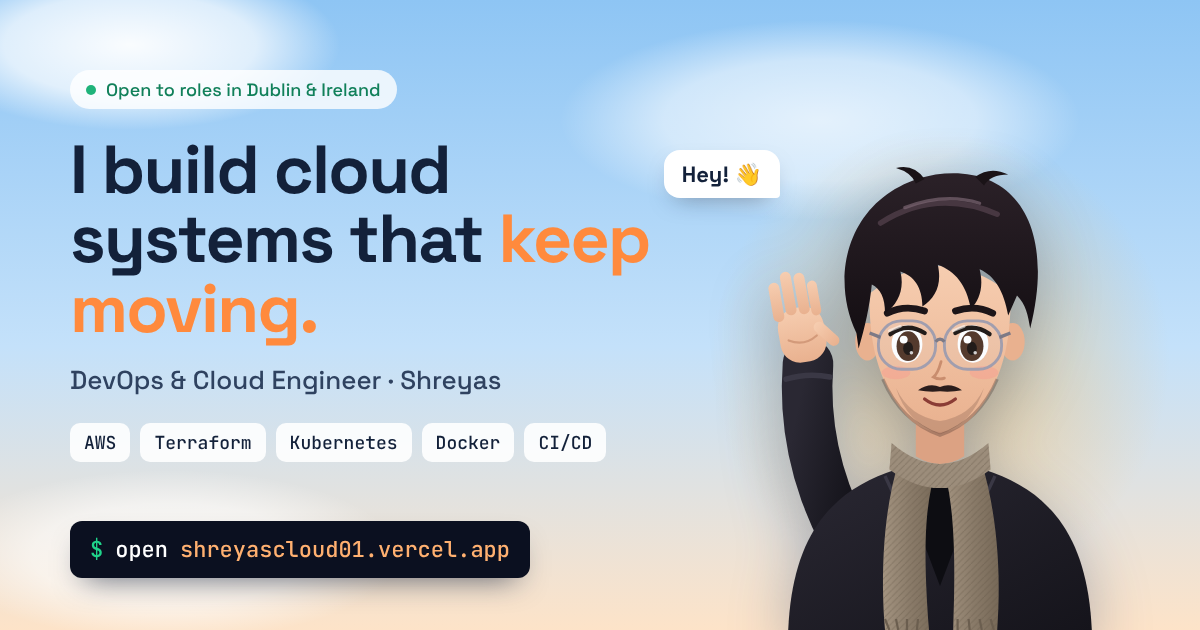 Open to roles in Dublin & Ireland
I build cloud
systems that keep
moving.
Hey! 👋
DevOps & Cloud Engineer · Shreyas
AWS Terraform Kubernetes Docker CI/CD
$ open shreyascloud01.vercel.app